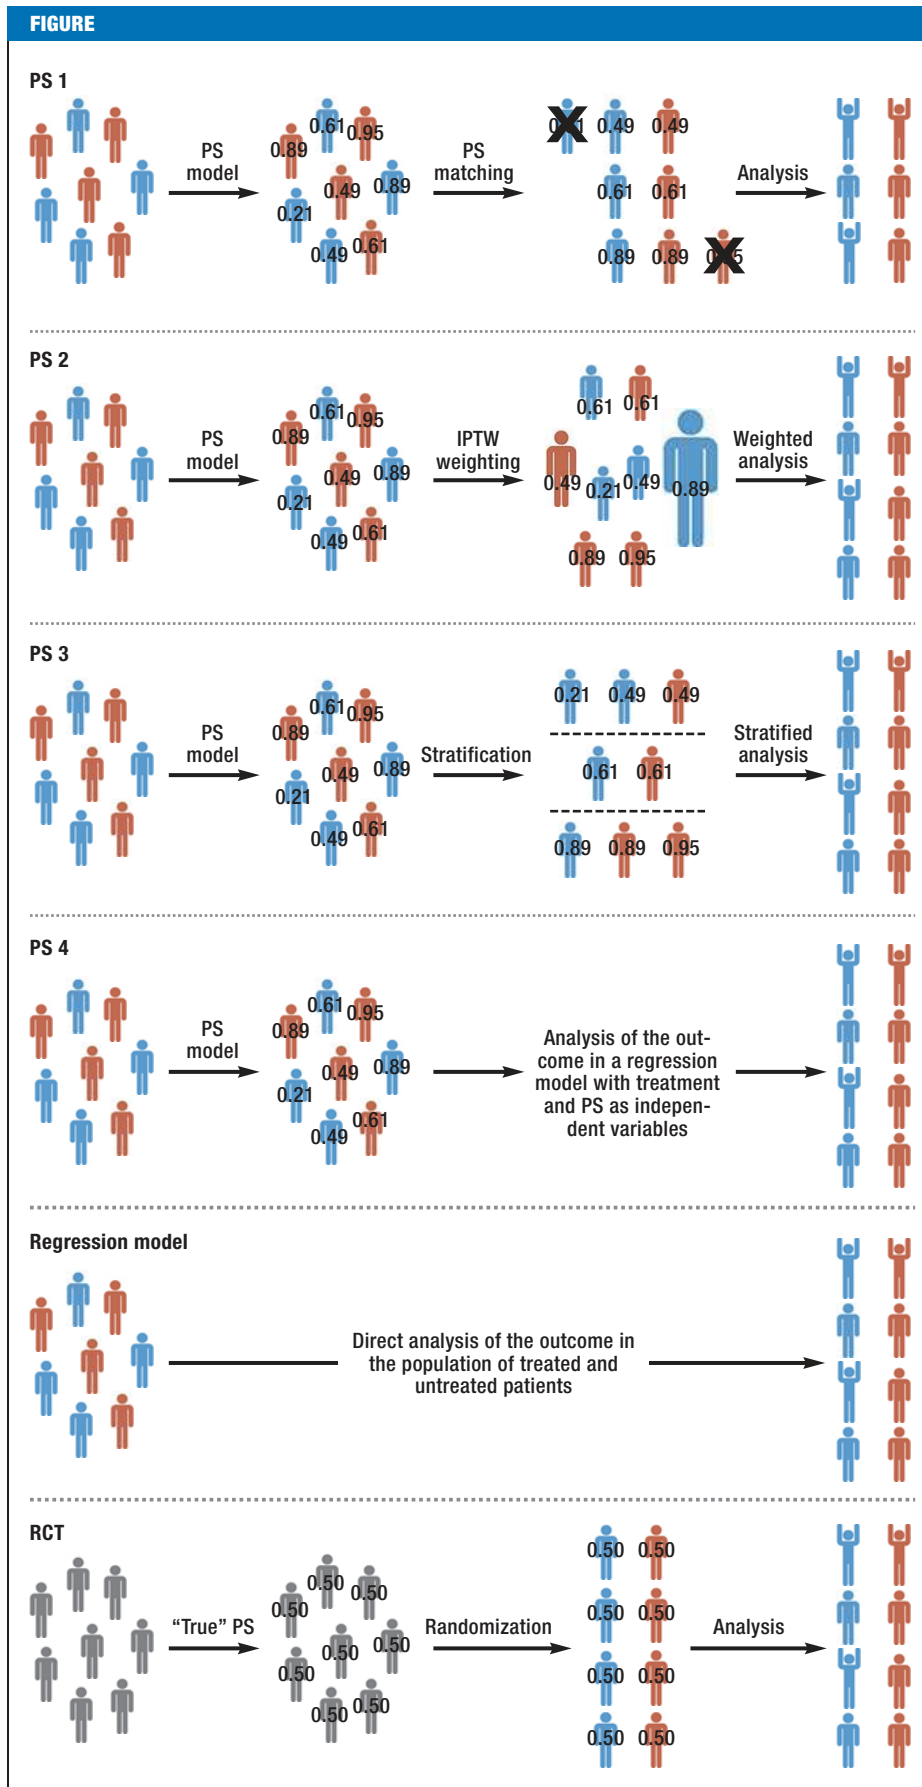 FIGURE
PS 1
PS
model
0.89
0.61
0.95
0.21
0.49
0.89
0.49
0.61
PS
matching
0.49
0.49
0.61
0.61
0.89
0.89
Analysis
PS 2
PS
model
0.89
0.61
0.95
0.21
0.49
0.89
0.49
0.61
IPTW
weighting
0.61
0.61
0.49
0.21
0.49
0.89
0.89
0.95
Weighted
analysis
PS 3
PS
model
0.89
0.61
0.95
0.21
0.49
0.89
0.49
0.61
Stratification
0.21
0.49
0.49
0.61
0.61
0.89
0.89
0.95
Stratified
analysis
PS 4
PS
model
0.89
0.61
0.95
0.21
0.49
0.89
0.49
0.61
Analysis of the out-
come in a regression
model with treatment
and PS as indepen-
dent variables
Regression model
Direct analysis of the outcome in
the population of treated and
untreated patients
RCT
“True” PS
0.50
0.50
0.50
0.50
0.50
0.50
0.50
0.50
Randomization
0.50
0.50
0.50
0.50
0.50
0.50
0.50
0.50
Analysis